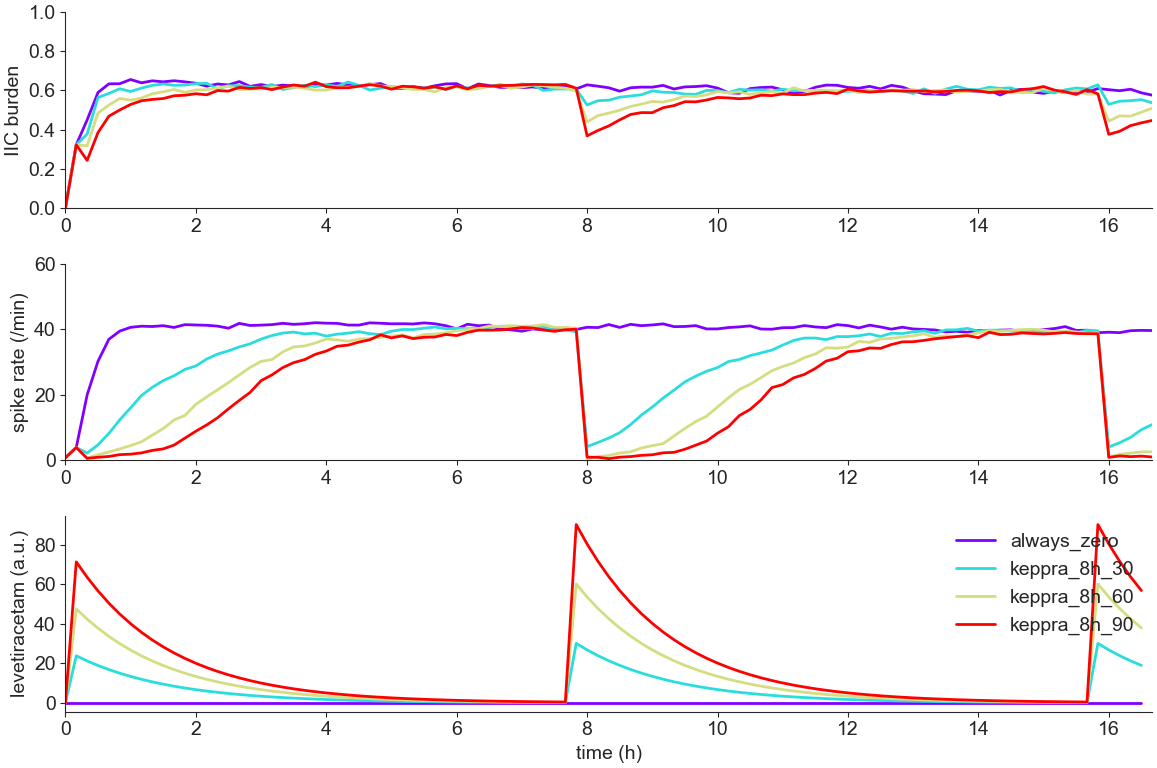 1.0
0.8
0.6
0.4
0.2
0.0
IIC burden
0 2 4 6 8 10 12 14 16
60
40
20
0
spike rate (/min)
0 2 4 6 8 10 12 14 16
80
60
40
20
0
levetiracetam (a.u.)
always_zero
keppra_8h_30
keppra_8h_60
keppra_8h_90
0 2 4 6 8 10 12 14 16
time (h)